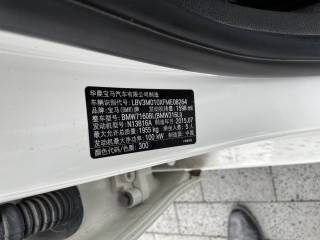 华晨宝马汽车有限公司制造
车辆识别代号: LBV3M010XFME08264
品牌: 宝马(BMW)牌 发动机排量: 1598 ml
整车型号: BMW7160BL(BMW316Li)
发动机型号: N13B16A 制造年月: 2015.07
最大允许总质量: 1955 kg 乘坐人数: 5人
发动机最大净功率: 100 kW 中国
颜色代码: 300